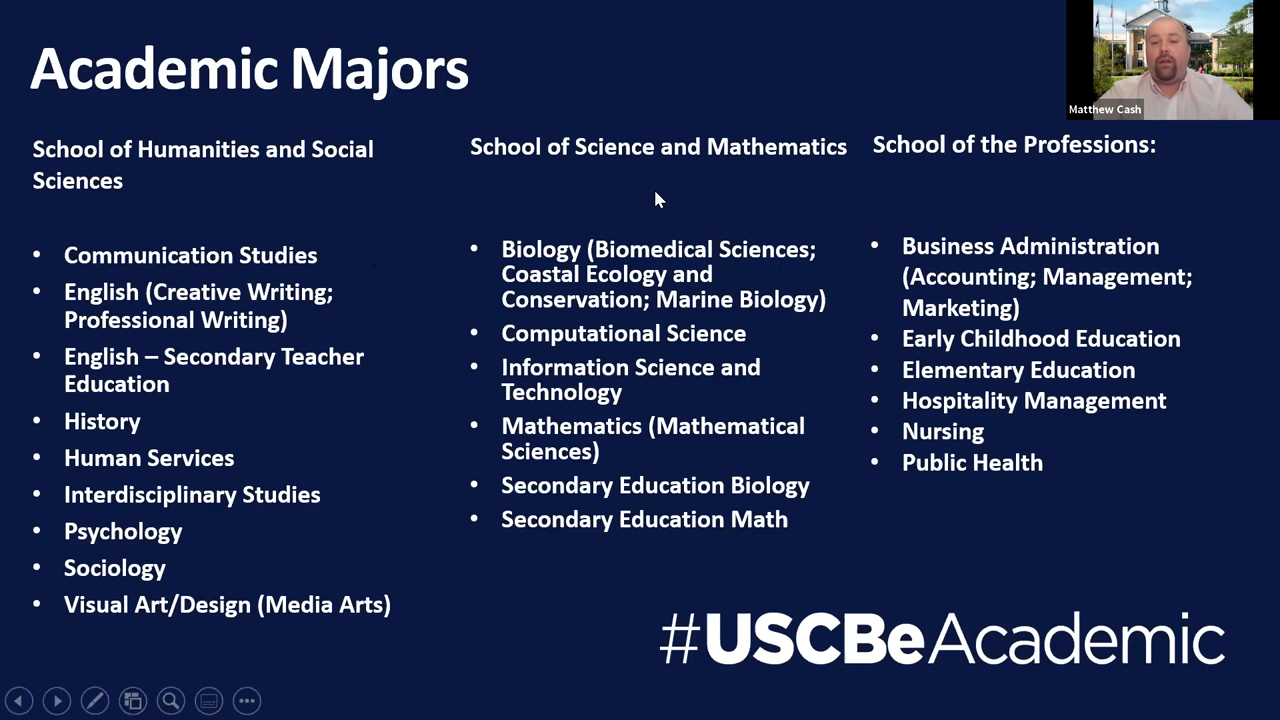 Academic Majors
Matthew Cash
School of Humanities and Social
Sciences
• Communication Studies
• English (Creative Writing;
Professional Writing)
• English – Secondary Teacher
Education
• History
• Human Services
• Interdisciplinary Studies
• Psychology
• Sociology
• Visual Art/Design (Media Arts)
School of Science and Mathematics
• Biology (Biomedical Sciences;
Coastal Ecology and
Conservation; Marine Biology)
• Computational Science
• Information Science and
Technology
• Mathematics (Mathematical
Sciences)
• Secondary Education Biology
• Secondary Education Math
School of the Professions:
• Business Administration
(Accounting; Management;
Marketing)
• Early Childhood Education
• Elementary Education
• Hospitality Management
• Nursing
• Public Health
#USCBeAcademic